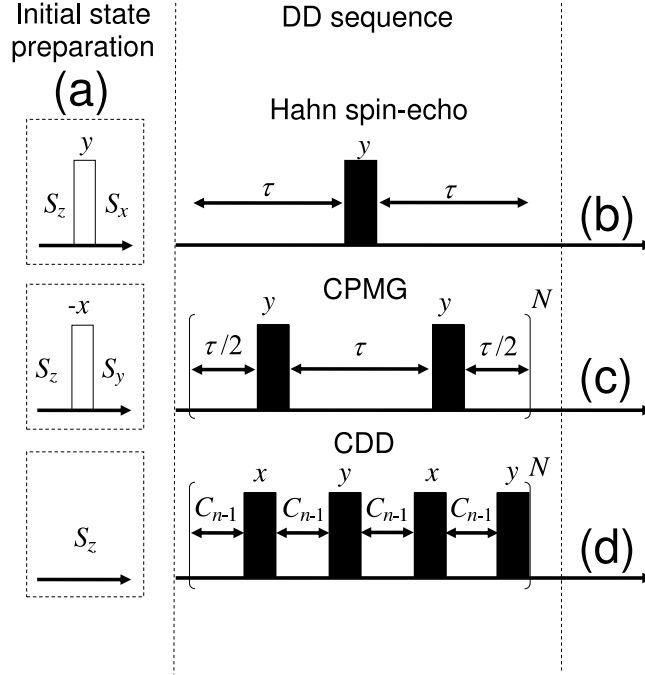 Initial state
preparation
DD sequence
(a)
Hahn spin-echo
y
S_z S_x
τ
y
τ
(b)
CPMG
-x
S_z S_y
τ/2
y
τ
y
τ/2
N
(c)
CDD
S_z
C_{n-1}
x
C_{n-1}
y
C_{n-1}
x
C_{n-1}
y
N
(d)